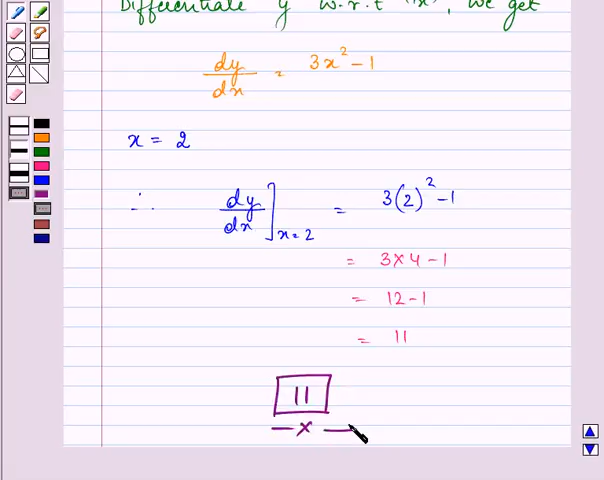 Differentiate y w.r.t 'x', we get
dy/dx = 3x² - 1
x = 2
∴ dy/dx]ₓ₌₂ = 3(2)² - 1
= 3 × 4 - 1
= 12 - 1
= 11
11
— x —